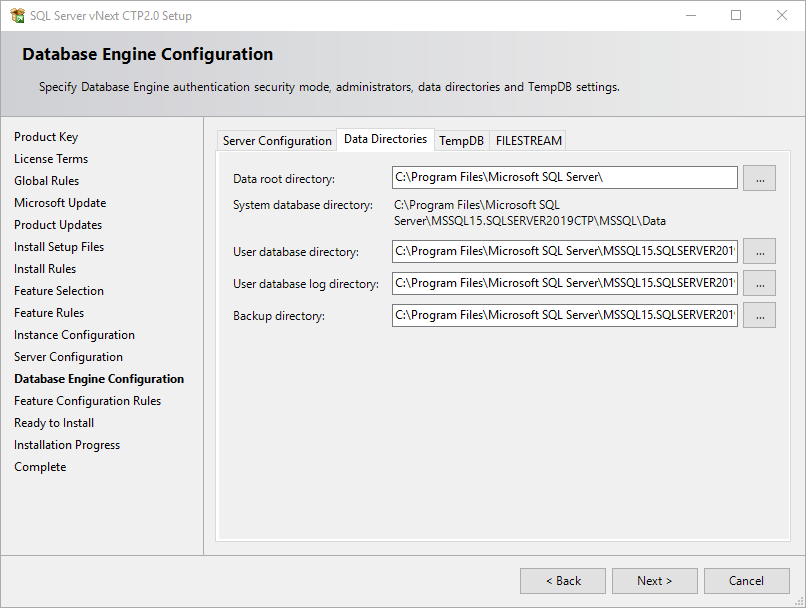 SQL Server vNext CTP2.0 Setup
Database Engine Configuration
Specify Database Engine authentication security mode, administrators, data directories and TempDB settings.
Product Key
License Terms
Global Rules
Microsoft Update
Product Updates
Install Setup Files
Install Rules
Feature Selection
Feature Rules
Instance Configuration
Server Configuration
Database Engine Configuration
Feature Configuration Rules
Ready to Install
Installation Progress
Complete
Server Configuration Data Directories TempDB FILESTREAM
Data root directory: C:\Program Files\Microsoft SQL Server\ ...
System database directory: C:\Program Files\Microsoft SQL
Server\MSSQL15.SQLSERVER2019CTP\MSSQL\Data
User database directory: C:\Program Files\Microsoft SQL Server\MSSQL15.SQLSERVER201 ...
User database log directory: C:\Program Files\Microsoft SQL Server\MSSQL15.SQLSERVER2019 ...
Backup directory: C:\Program Files\Microsoft SQL Server\MSSQL15.SQLSERVER2019 ...
< Back Next > Cancel